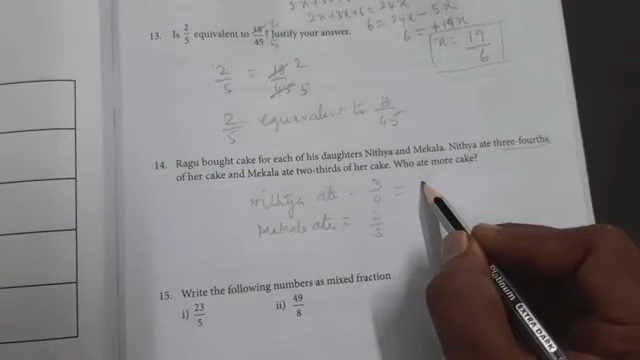 2x+3x+6 = 24x
6 = 24x - 5x
6 = +19x
x = 19/6
13. Is 2/5 equivalent to 18/45? Justify your answer.
2/5 = 18/45 2/5
2/5 equivalent to 18/45
14. Ragu bought cake for each of his daughters Nithya and Mekala. Nithya ate three-fourths
of her cake and Mekala ate two-thirds of her cake. Who ate more cake?
Nithya ate = 3/4 =
Mekala ate = 2/3
15. Write the following numbers as mixed fraction
i) 23/5 ii) 49/8
Platinum EXTRA DARK